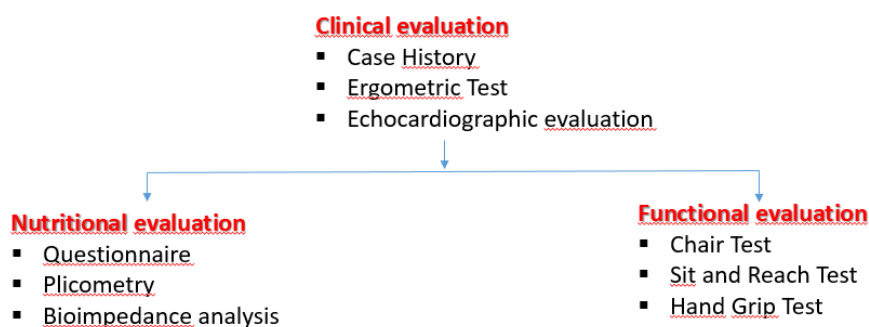 Clinical evaluation
▪ Case History
▪ Ergometric Test
▪ Echocardiographic evaluation
Nutritional evaluation
▪ Questionnaire
▪ Plicometry
▪ Bioimpedance analysis
Functional evaluation
▪ Chair Test
▪ Sit and Reach Test
▪ Hand Grip Test